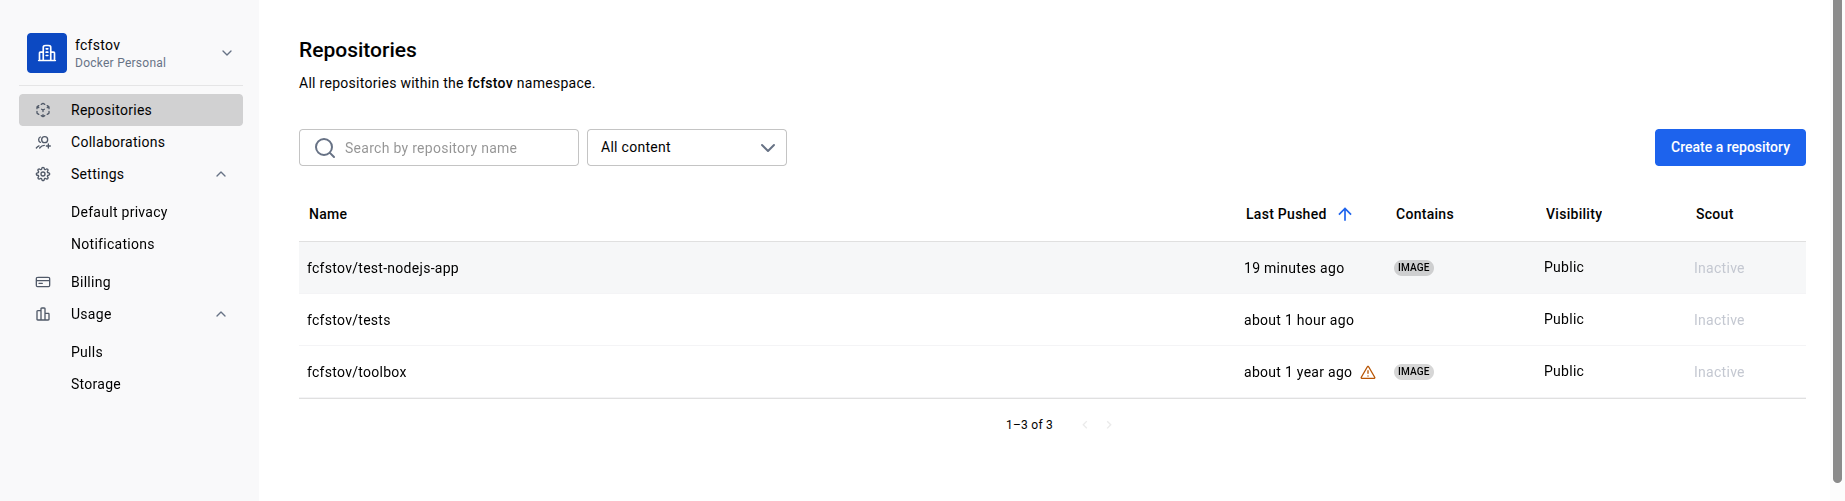 fcfstov
Docker Personal
Repositories
Collaborations
Settings
Default privacy
Notifications
Billing
Usage
Pulls
Storage
Repositories
All repositories within the fcfstov namespace.
Search by repository name
All content
Create a repository
Name Last Pushed Contains Visibility Scout
fcfstov/test-nodejs-app 19 minutes ago IMAGE Public Inactive
fcfstov/tests about 1 hour ago Public Inactive
fcfstov/toolbox about 1 year ago IMAGE Public Inactive
1–3 of 3